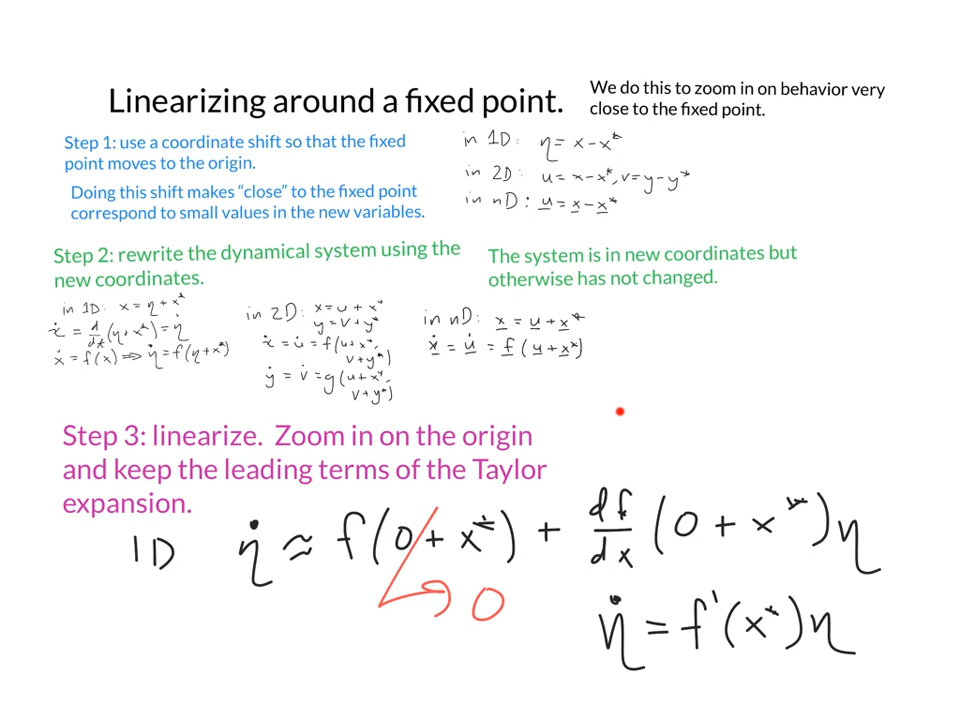 Linearizing around a fixed point.
We do this to zoom in on behavior very
close to the fixed point.
Step 1: use a coordinate shift so that the fixed
point moves to the origin.
Doing this shift makes “close” to the fixed point
correspond to small values in the new variables.
in 1D: η = x - x*
in 2D: u = x - x*, v = y - y*
in nD: u = x - x*
Step 2: rewrite the dynamical system using the
new coordinates.
The system is in new coordinates but
otherwise has not changed.
in 1D: x = η + x*
ẋ = d/dt (η + x*) = η̇
ẋ = f(x) ⇒ η̇ = f(η + x*)
in 2D: x = u + x*
y = v + y*
ẋ = u̇ = f(u + x*,
v + y*)
ẏ = v̇ = g(u + x*,
v + y*)
in nD: x = u + x*
ẋ = u̇ = f(u + x*)
Step 3: linearize. Zoom in on the origin
and keep the leading terms of the Taylor
expansion.
1D η̇ ≈ f(0 + x*) + df/dx (0 + x*) η
0
η̇ = f'(x*) η